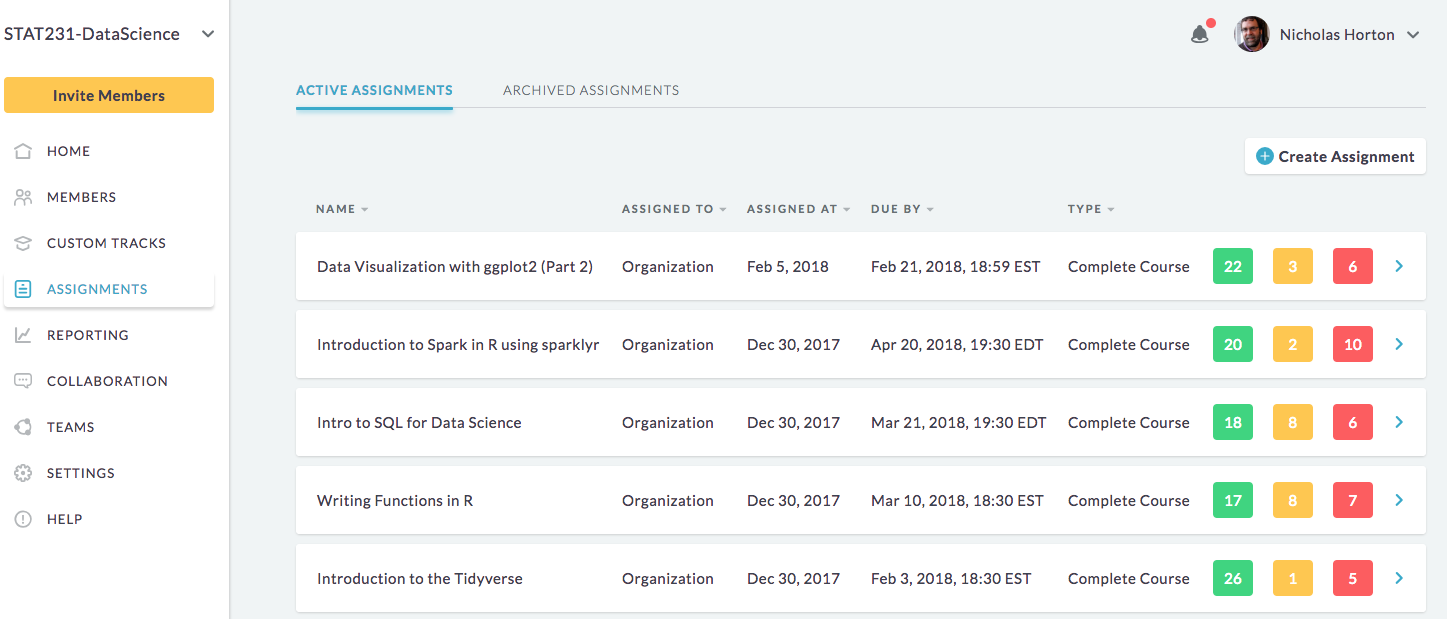 STAT231-DataScience
Invite Members
HOME
MEMBERS
CUSTOM TRACKS
ASSIGNMENTS
REPORTING
COLLABORATION
TEAMS
SETTINGS
HELP
Nicholas Horton
ACTIVE ASSIGNMENTS ARCHIVED ASSIGNMENTS
Create Assignment
NAME ASSIGNED TO ASSIGNED AT DUE BY TYPE
Data Visualization with ggplot2 (Part 2) Organization Feb 5, 2018 Feb 21, 2018, 18:59 EST Complete Course 22 3 6
Introduction to Spark in R using sparklyr Organization Dec 30, 2017 Apr 20, 2018, 19:30 EDT Complete Course 20 2 10
Intro to SQL for Data Science Organization Dec 30, 2017 Mar 21, 2018, 19:30 EDT Complete Course 18 8 6
Writing Functions in R Organization Dec 30, 2017 Mar 10, 2018, 18:30 EST Complete Course 17 8 7
Introduction to the Tidyverse Organization Dec 30, 2017 Feb 3, 2018, 18:30 EST Complete Course 26 1 5